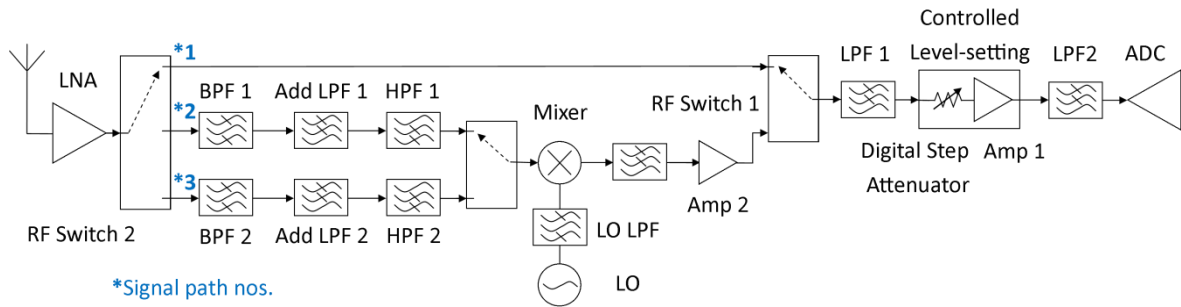 Controlled
Level-setting
LPF 1
LPF2
ADC
*1
LNA
BPF 1
Add LPF 1
HPF 1
*2
RF Switch 1
Mixer
Digital Step
Attenuator
Amp 1
*3
Amp 2
RF Switch 2
BPF 2
Add LPF 2
HPF 2
LO LPF
LO
*Signal path nos.